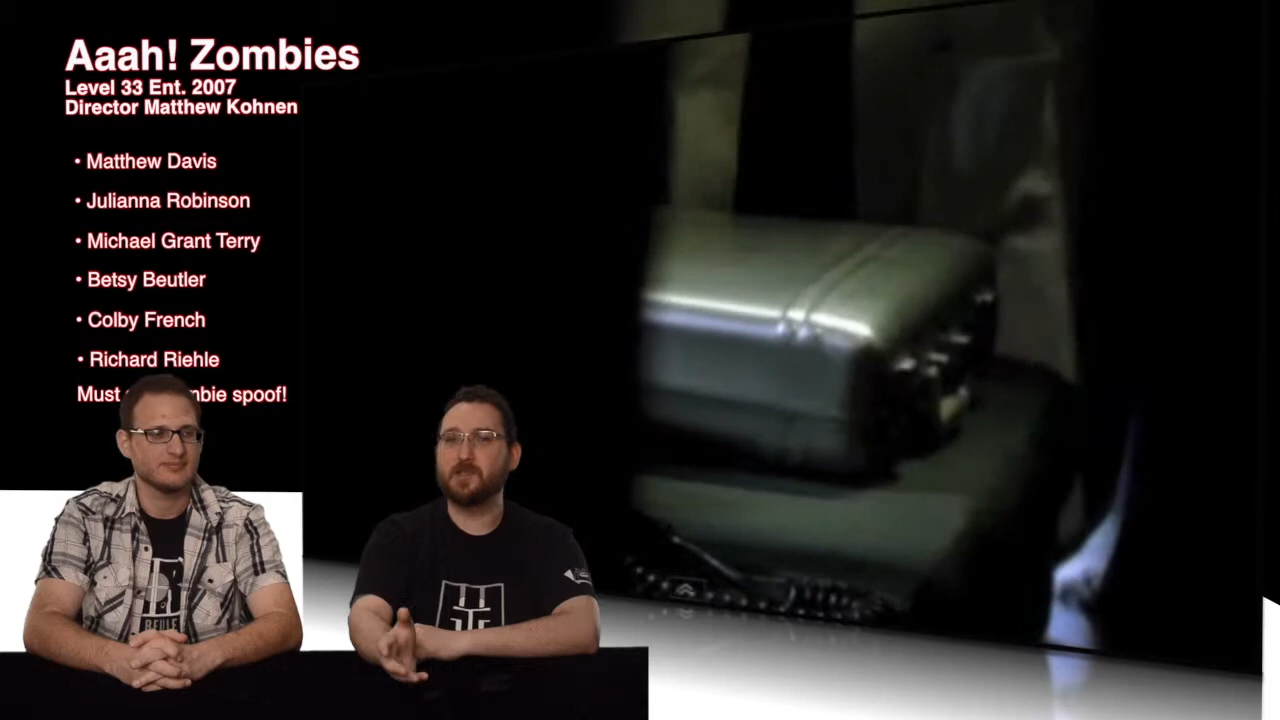 Aaah! Zombies
Level 33 Ent. 2007
Director Matthew Kohnen
• Matthew Davis
• Julianna Robinson
• Michael Grant Terry
• Betsy Beutler
• Colby French
• Richard Riehle
Must spoof!